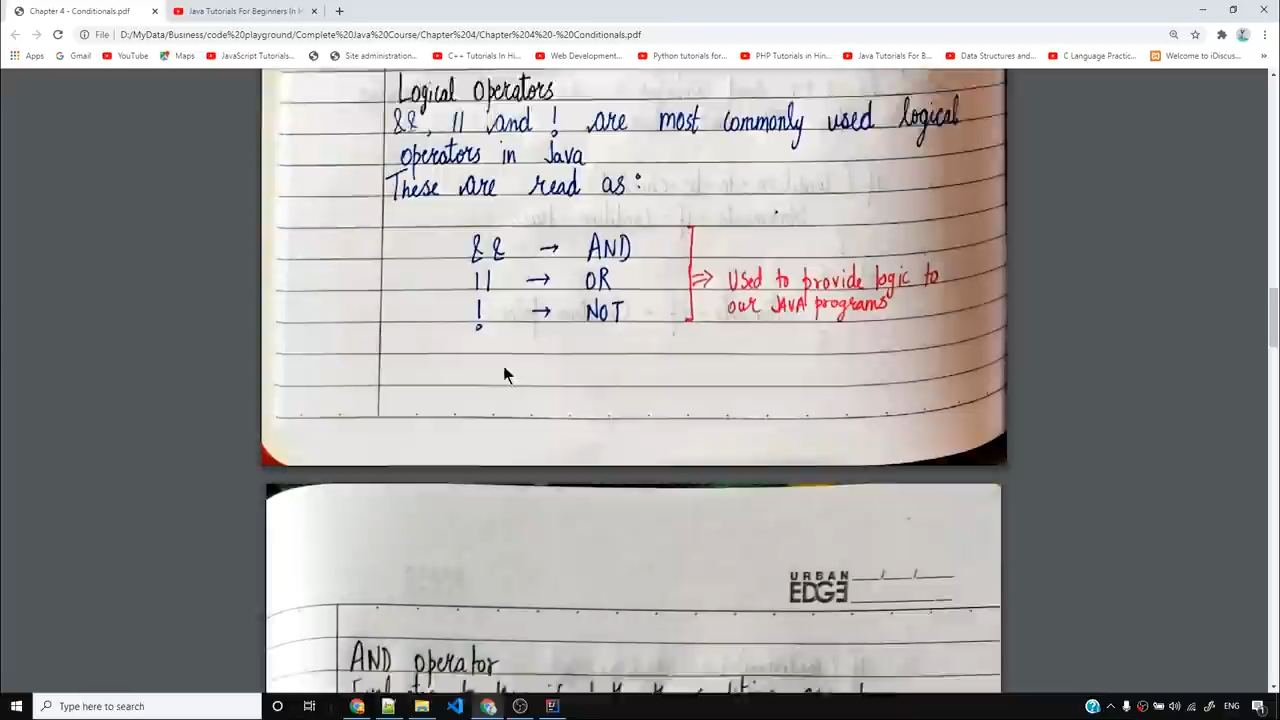 Chapter 4 - Conditionals.pdf
Java Tutorials For Beginners In H
File
D:/MyData/Business/code%20playground/Complete%20Java%20Course/Chapter%204/Chapter%204%20-%20Conditionals.pdf
Apps Gmail YouTube Maps JavaScript Tutorials... Site administration... C++ Tutorials In Hi... Web Development... Python tutorials for... PHP Tutorials in Hin... Java Tutorials For B... Data Structures and... C Language Practic... Welcome to iDiscus...
Logical Operators
&&, || and ! are most commonly used logical
operators in Java
These are read as :
&& → AND
|| → OR
! → NOT
⇒ Used to provide logic to
our JAVA programs
URBAN
EDGE
AND operator
Type here to search
ENG